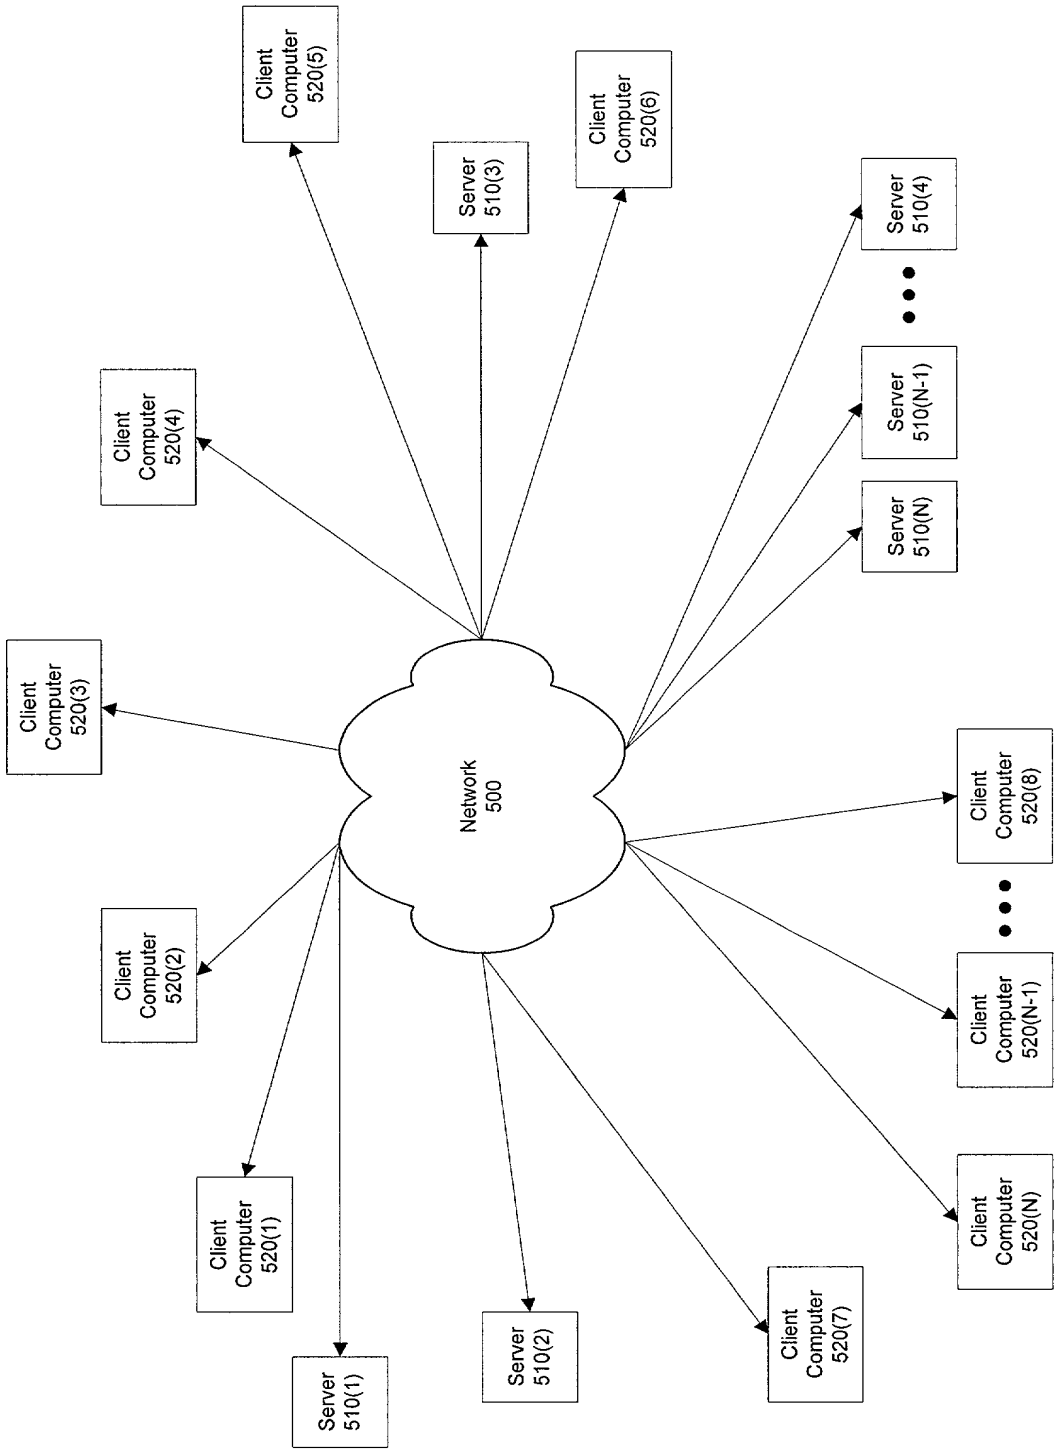 Client
Computer
520(3)
Client
Computer
520(2)
Client
Computer
520(4)
Client
Computer
520(1)
Client
Computer
520(5)
Server
510(1)
Network
500
Server
510(3)
Server
510(2)
Client
Computer
520(6)
Client
Computer
520(7)
Server
510(N)
Server
510(N-1)
Server
510(4)
Client
Computer
520(N)
Client
Computer
520(N-1)
Client
Computer
520(8)